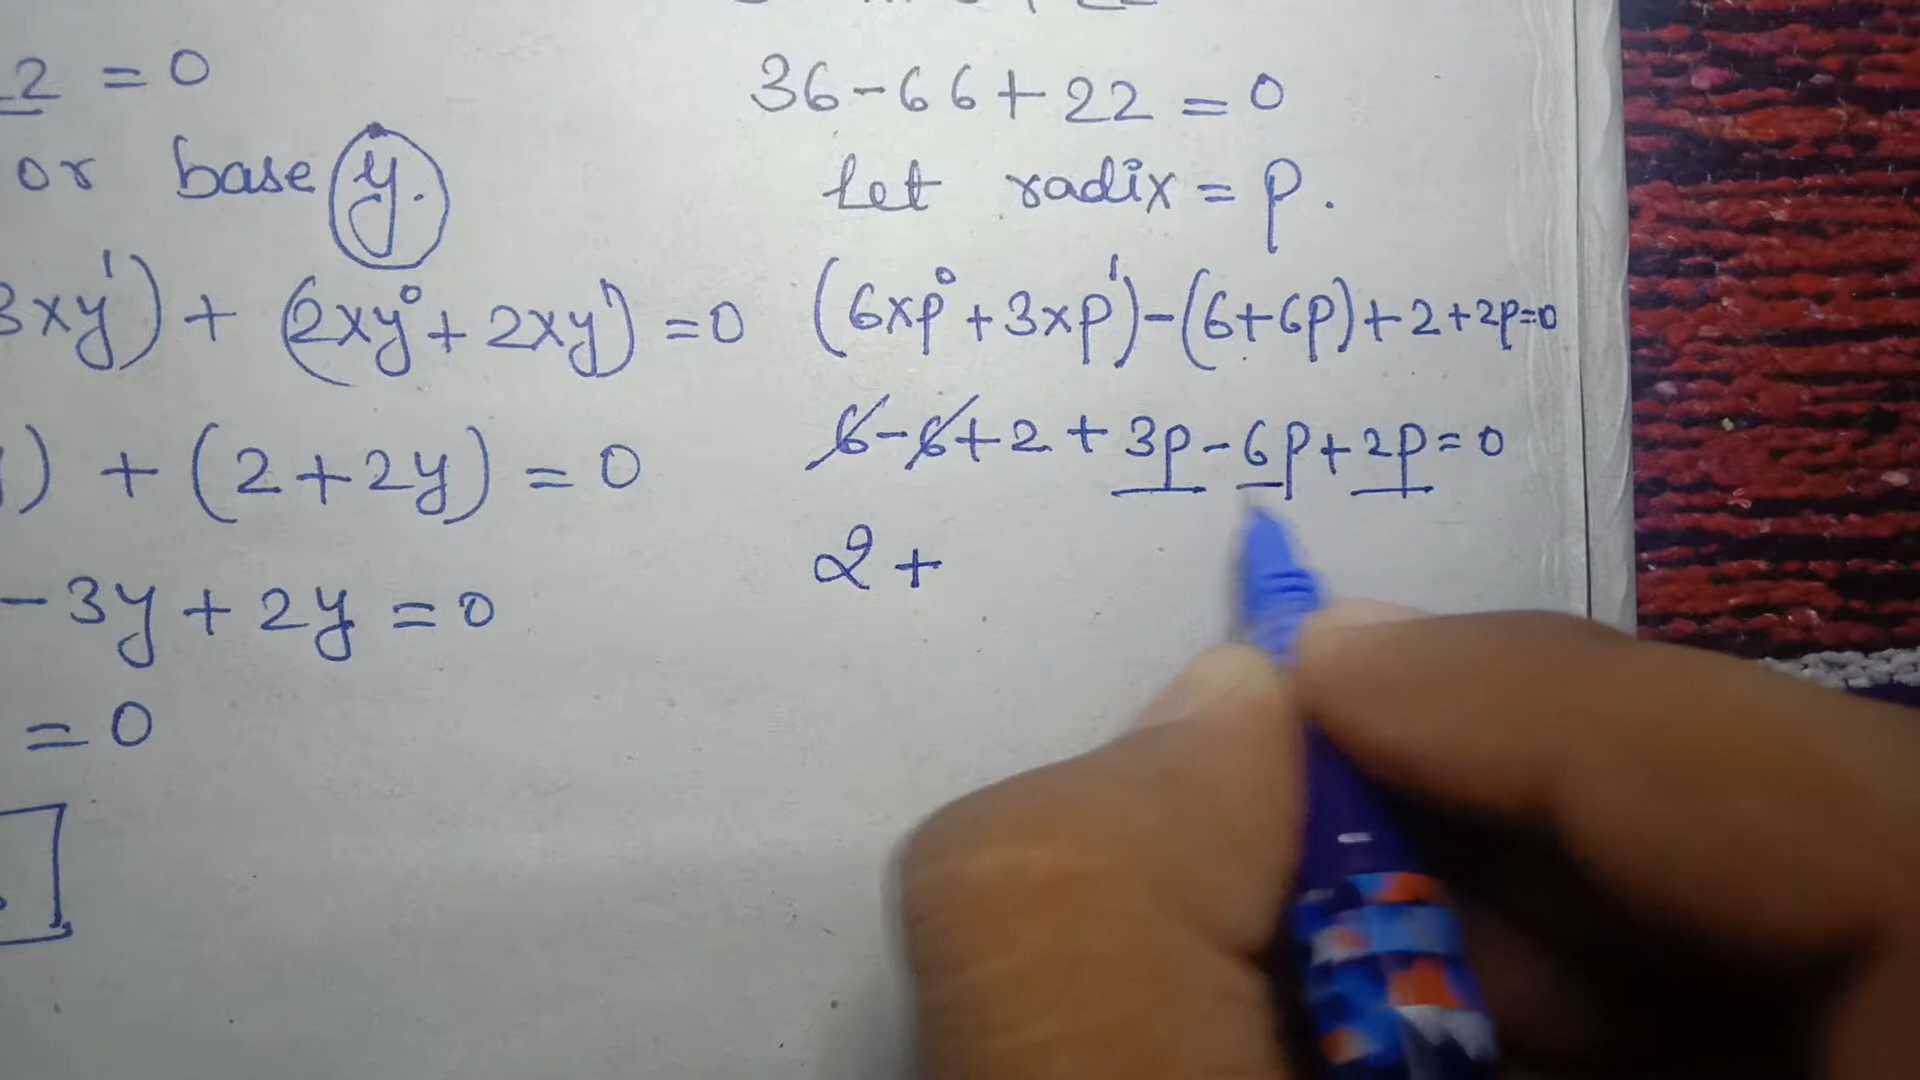 2 = 0
or base y.
3xy¹) + (2xy⁰ + 2xy¹) = 0
) + (2+2y) = 0
- 3y + 2y = 0
= 0
36 - 66 + 22 = 0
Let radix = p.
(6xp⁰ + 3xp¹) - (6+6p) + 2 + 2p = 0
6 - 6 + 2 + 3p - 6p + 2p = 0
2 +